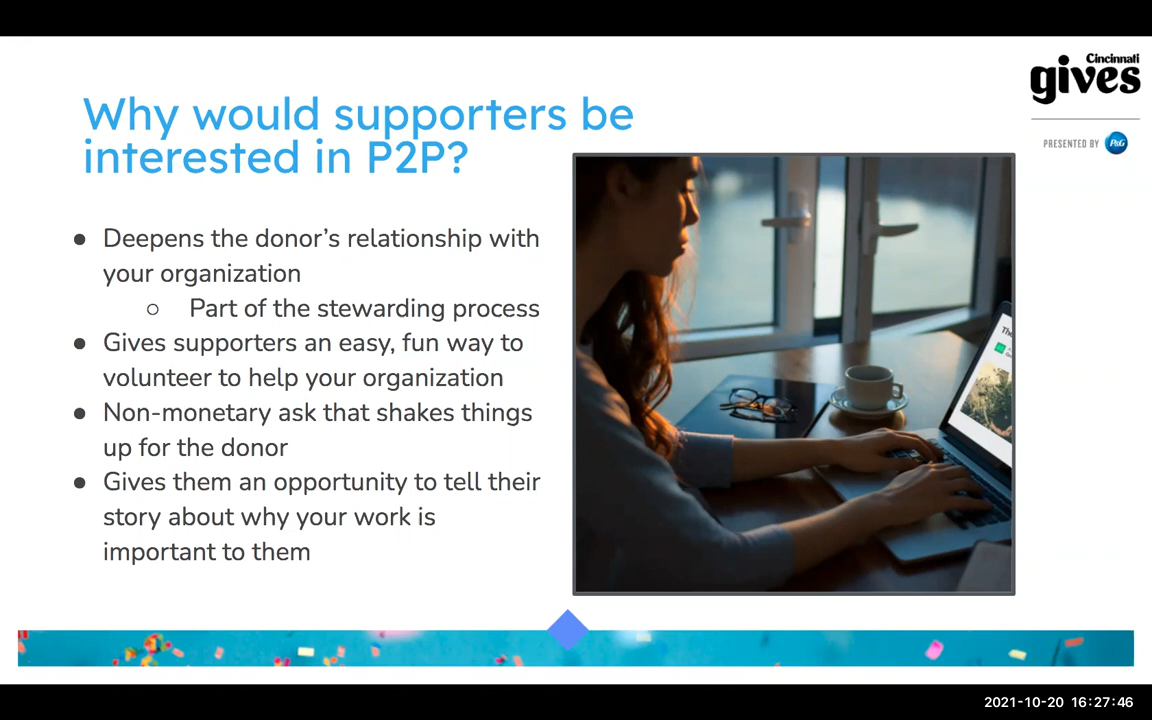 Cincinnati
gives
PRESENTED BY P&G
Why would supporters be
interested in P2P?
● Deepens the donor’s relationship with
your organization
○ Part of the stewarding process
● Gives supporters an easy, fun way to
volunteer to help your organization
● Non-monetary ask that shakes things
up for the donor
● Gives them an opportunity to tell their
story about why your work is
important to them
2021-10-20 16:27:46